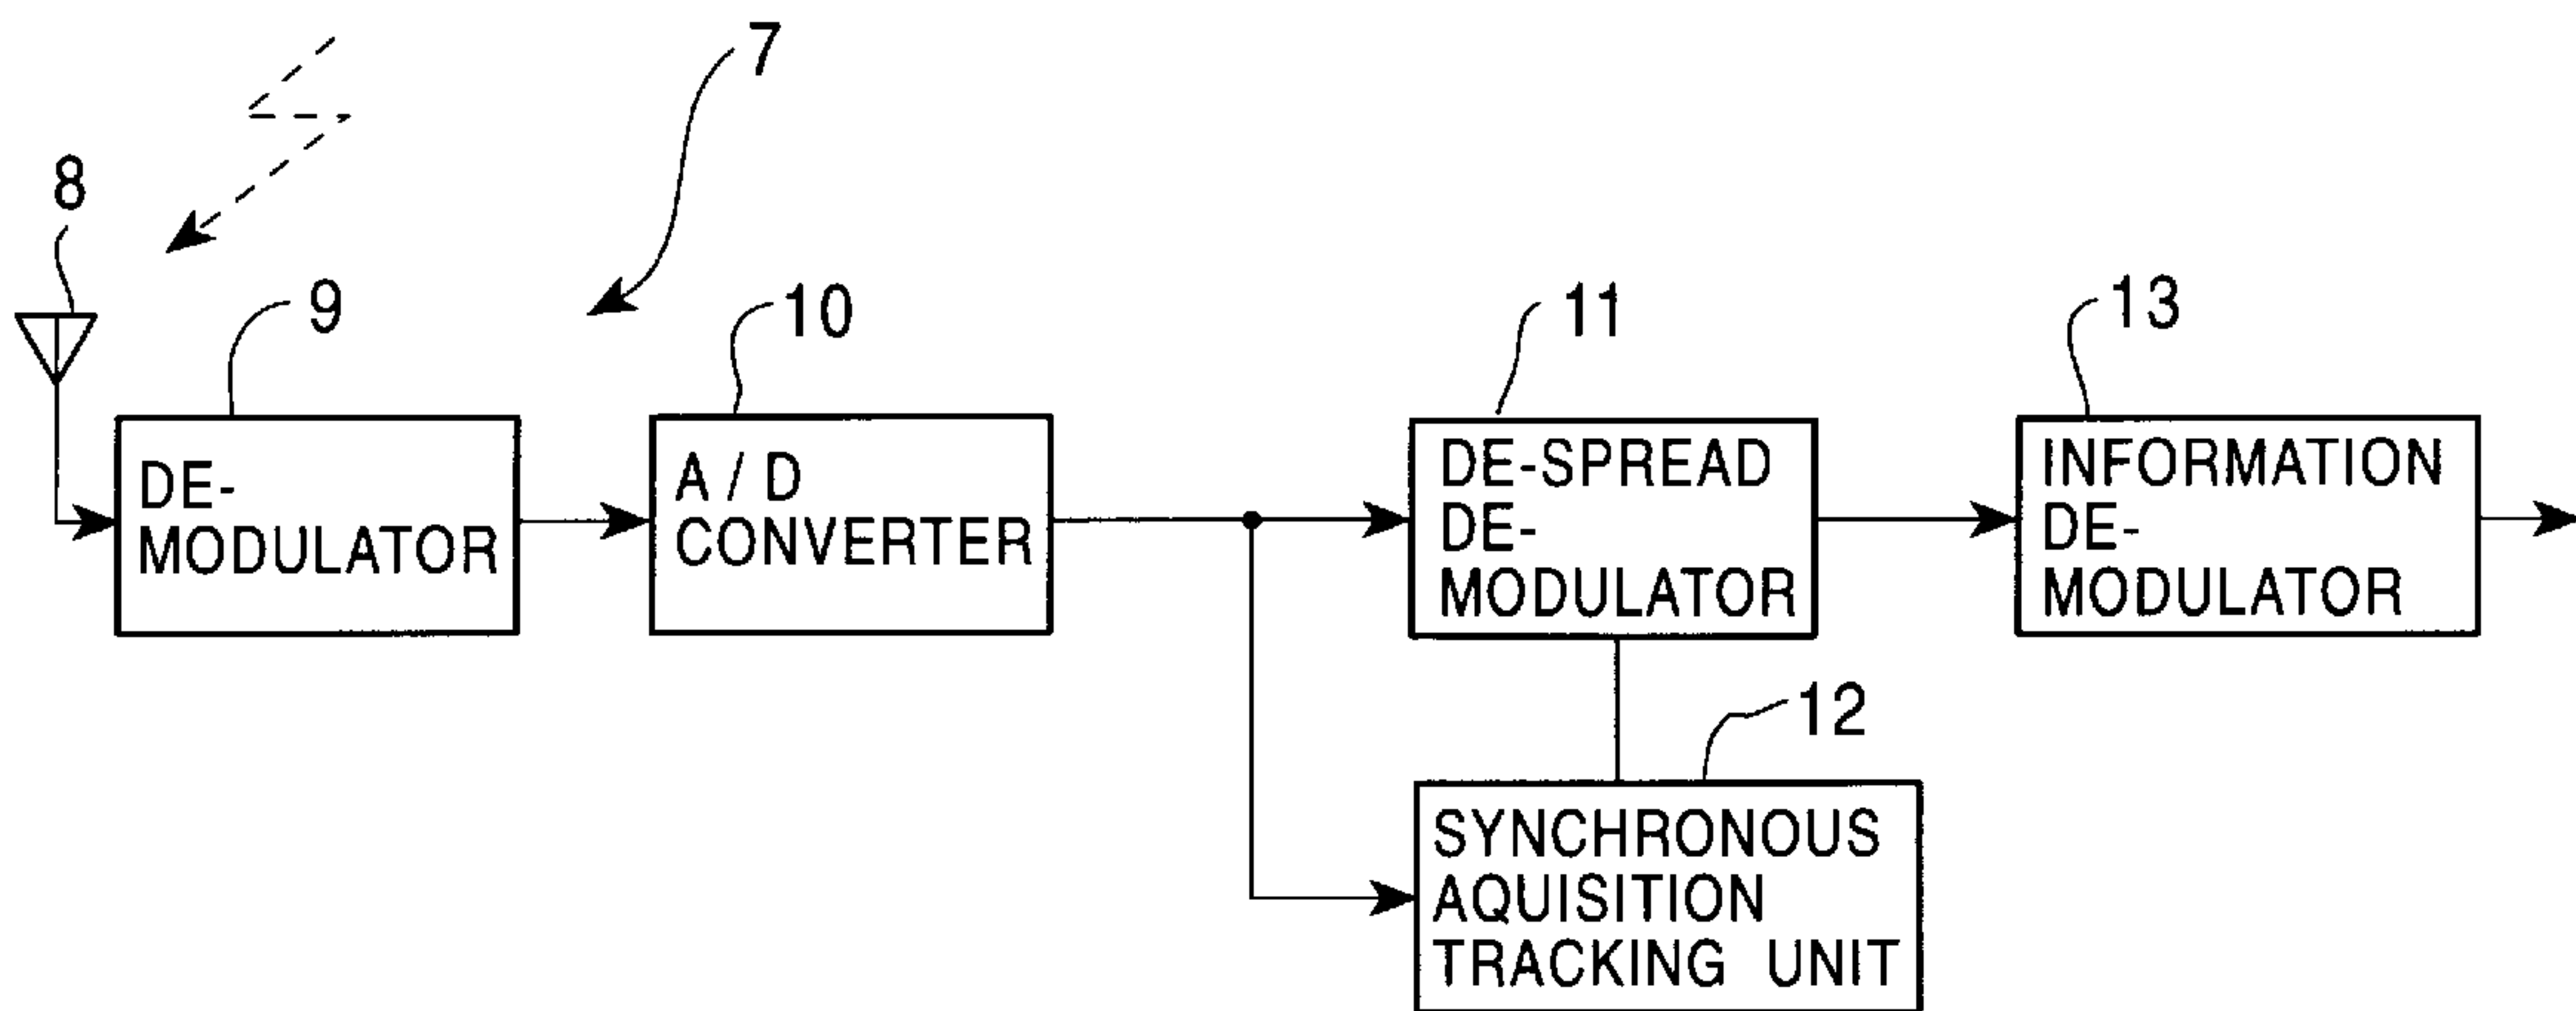 7
8
9
10
11
13
DE-
MODULATOR
A / D
CONVERTER
DE-SPREAD
DE-
MODULATOR
INFORMATION
DE-
MODULATOR
12
SYNCHRONOUS
AQUISITION
TRACKING UNIT